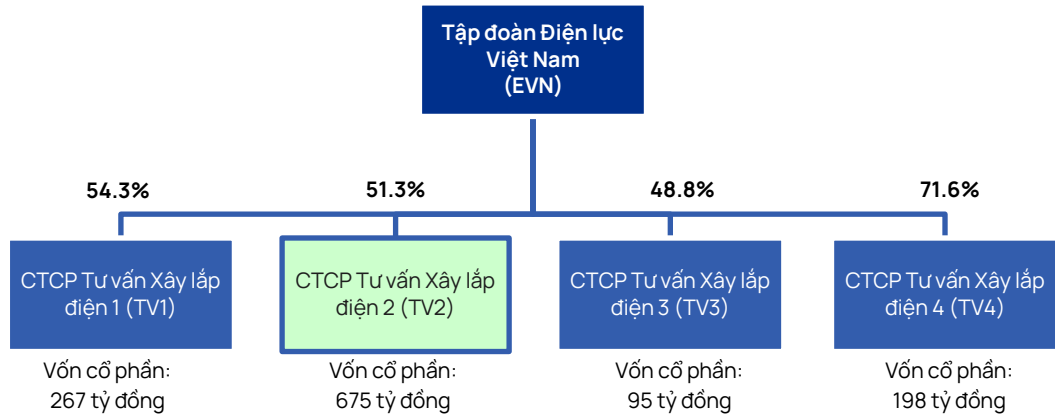 Tập đoàn Điện lực
Việt Nam
(EVN)
54.3%
51.3%
48.8%
71.6%
CTCP Tư vấn Xây lắp
điện 1 (TV1)
CTCP Tư vấn Xây lắp
điện 2 (TV2)
CTCP Tư vấn Xây lắp
điện 3 (TV3)
CTCP Tư vấn Xây lắp
điện 4 (TV4)
Vốn cổ phần:
267 tỷ đồng
Vốn cổ phần:
675 tỷ đồng
Vốn cổ phần:
95 tỷ đồng
Vốn cổ phần:
198 tỷ đồng